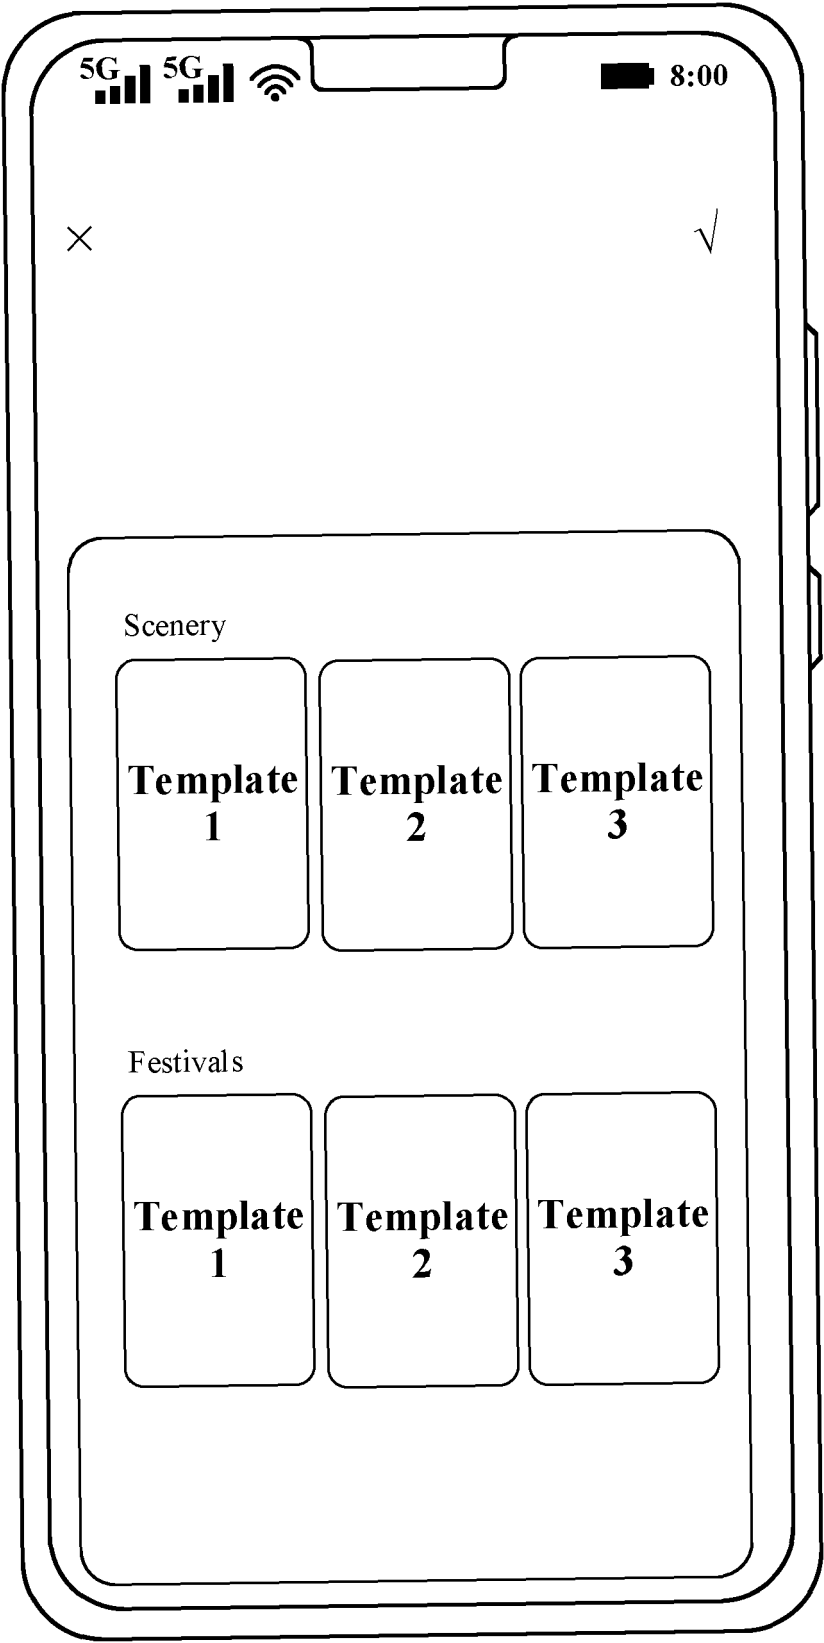 5G 5G 8:00
× √
Scenery
Template Template Template
1 2 3
Festivals
Template Template Template
1 2 3